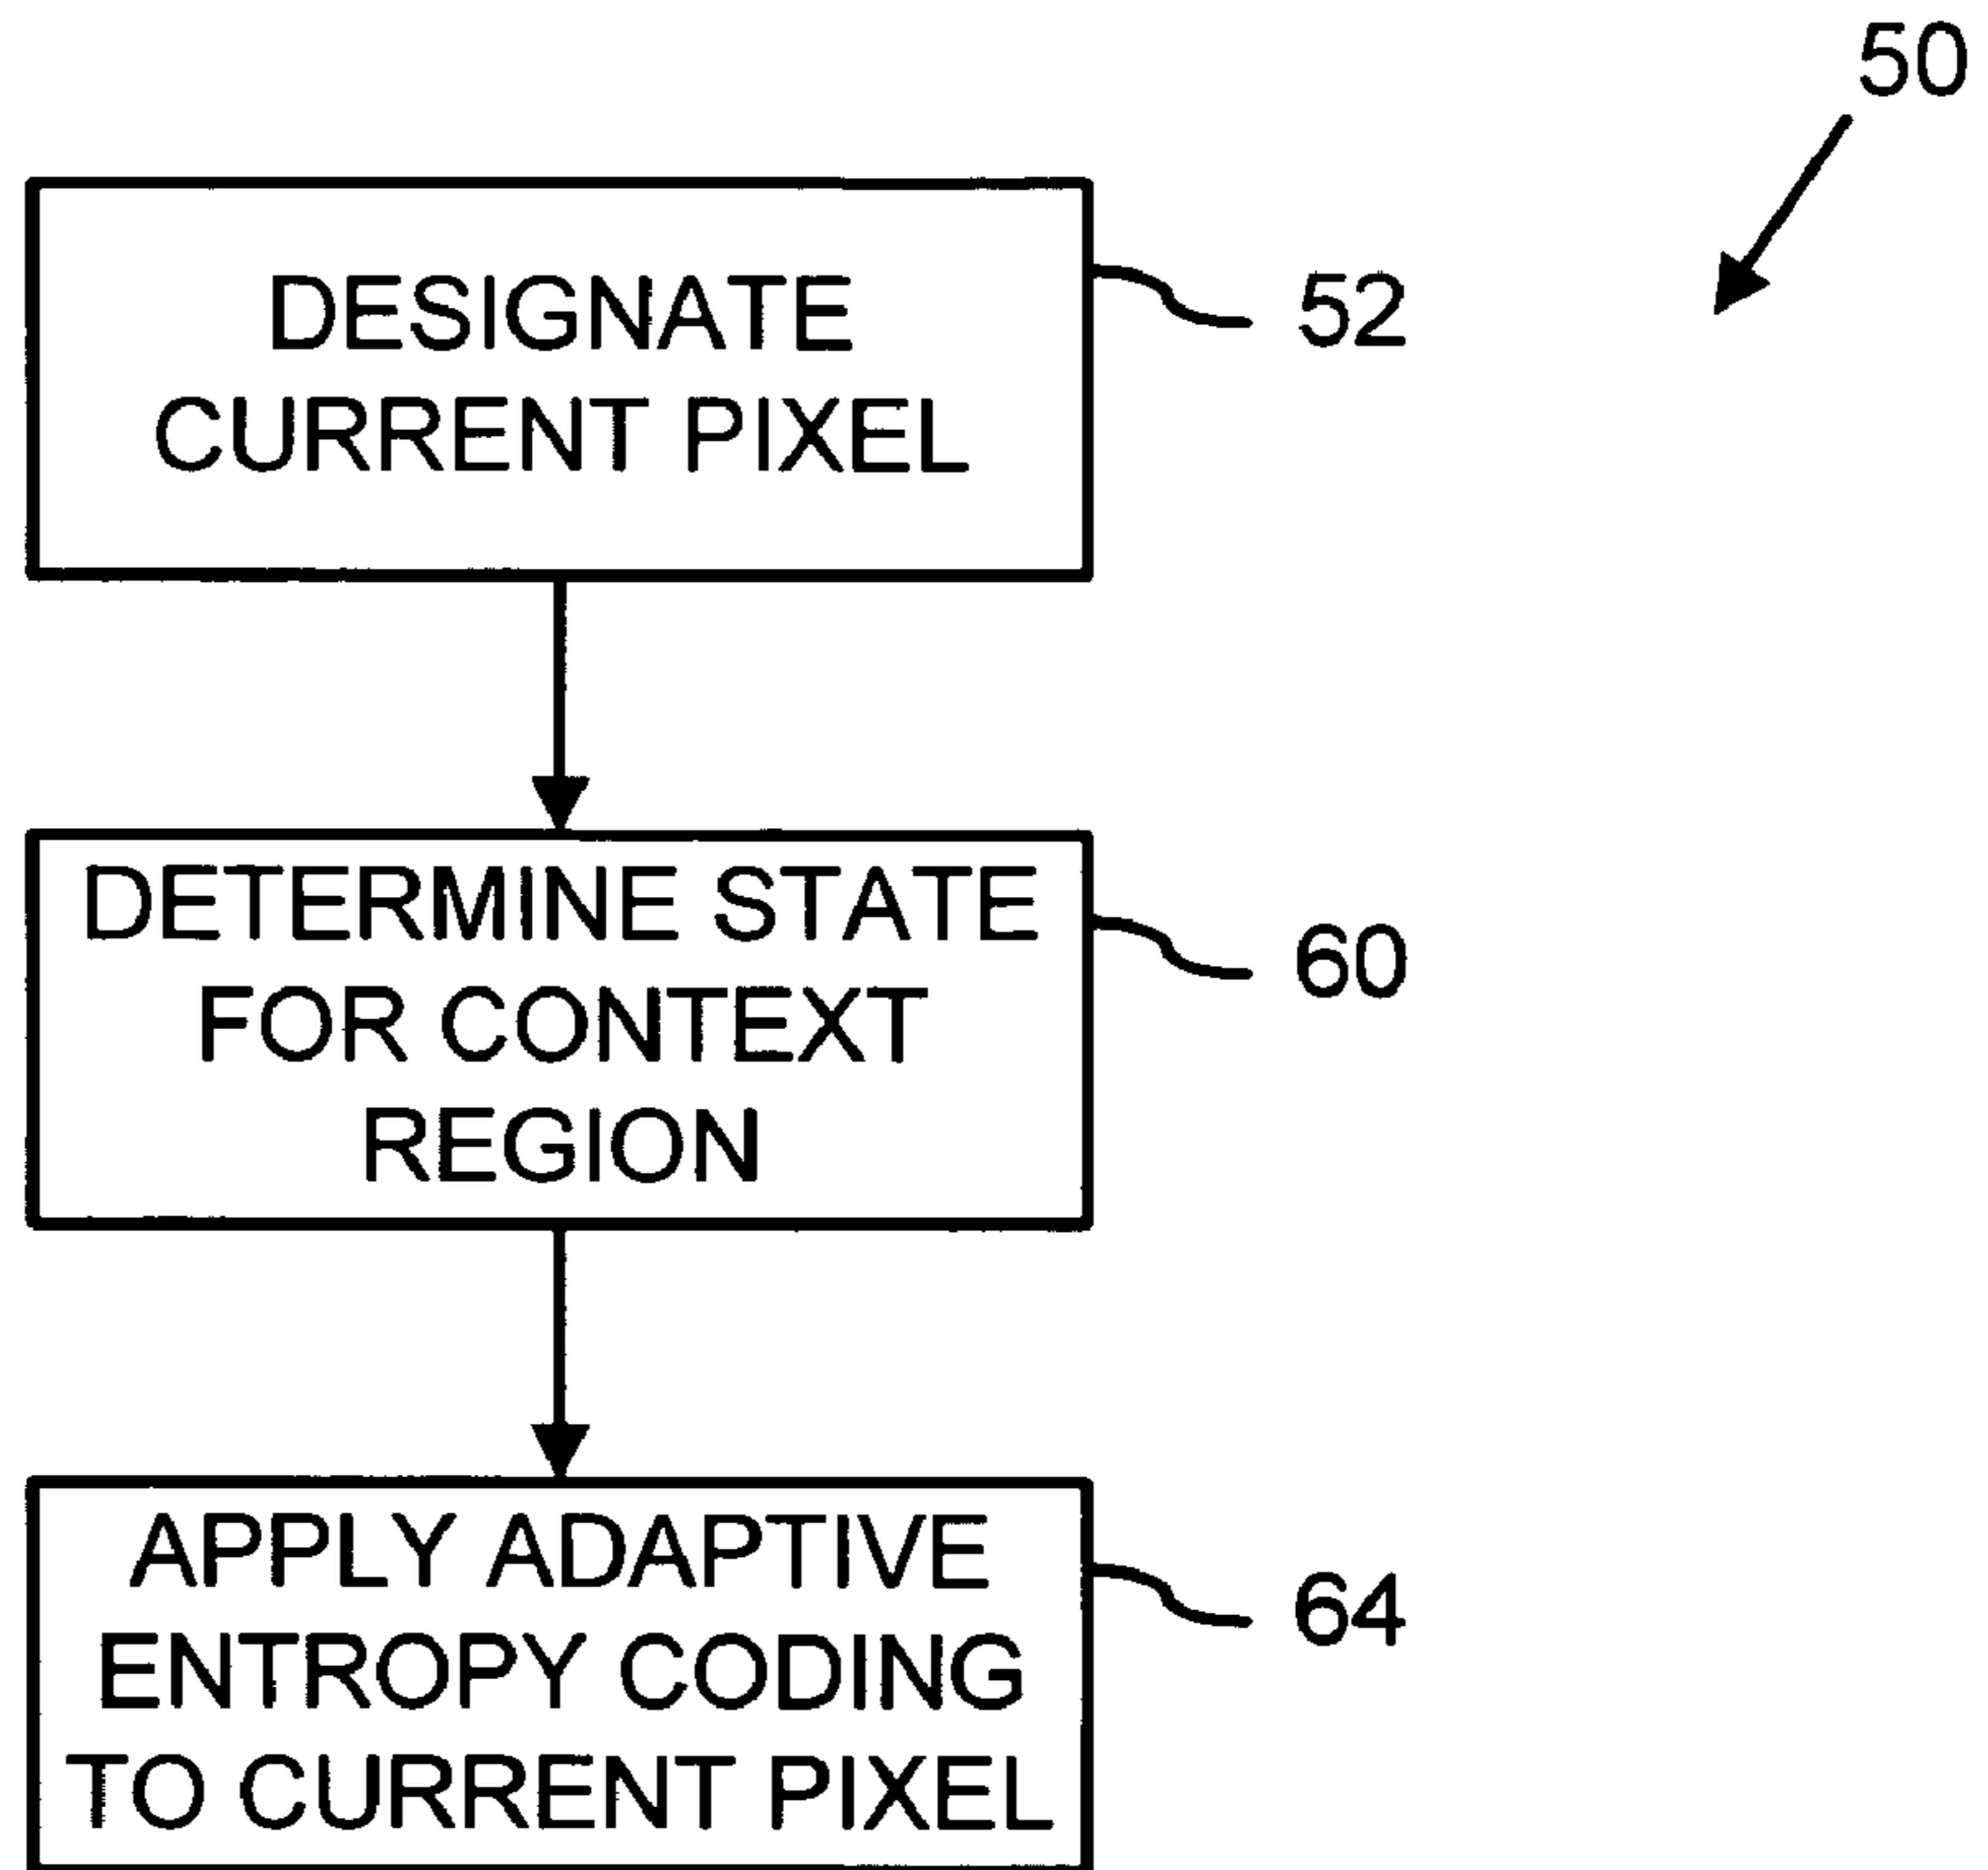 50
DESIGNATE
CURRENT PIXEL
52
DETERMINE STATE
FOR CONTEXT
REGION
60
APPLY ADAPTIVE
ENTROPY CODING
TO CURRENT PIXEL
64